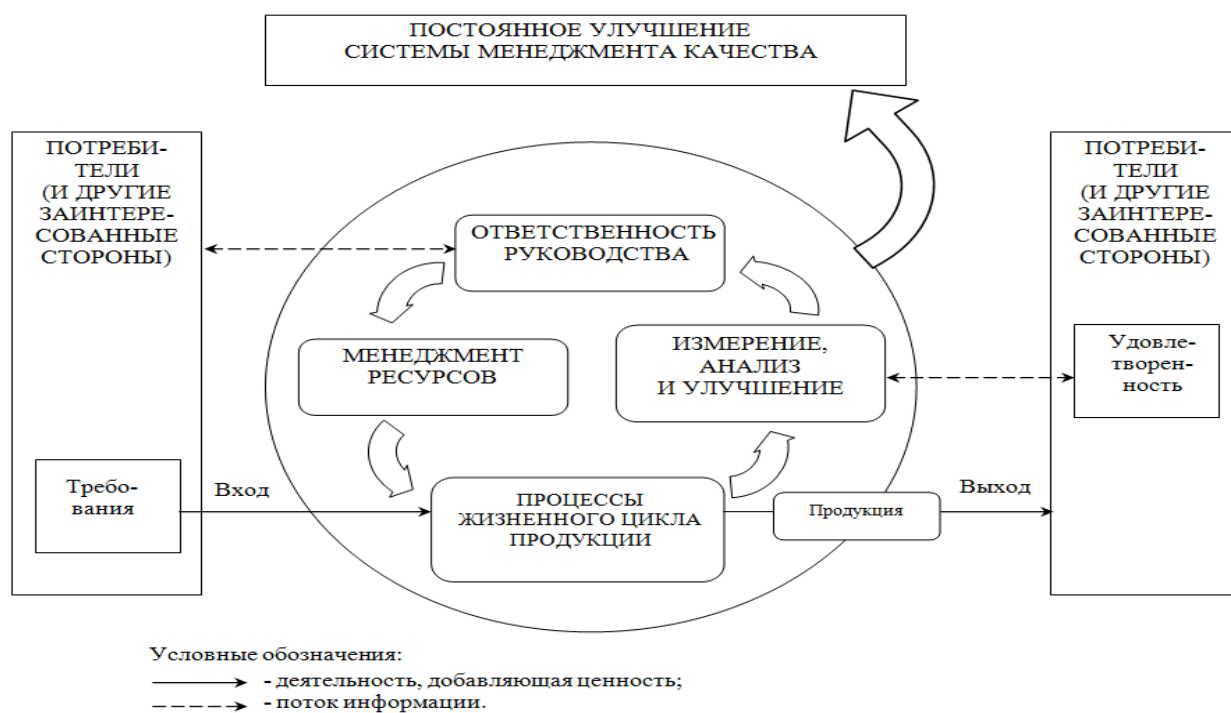 ПОСТОЯННОЕ УЛУЧШЕНИЕ
СИСТЕМЫ МЕНЕДЖМЕНТА КАЧЕСТВА
ПОТРЕБИ-
ТЕЛИ
(И ДРУГИЕ
ЗАИНТЕРЕ-
СОВАННЫЕ
СТОРОНЫ)
ПОТРЕБИ-
ТЕЛИ
(И ДРУГИЕ
ЗАИНТЕРЕ-
СОВАННЫЕ
СТОРОНЫ)
ОТВЕТСТВЕННОСТЬ
РУКОВОДСТВА
МЕНЕДЖМЕНТ
РЕСУРСОВ
ИЗМЕРЕНИЕ,
АНАЛИЗ
И УЛУЧШЕНИЕ
Удовле-
творен-
ность
Требо-
вания
Вход
ПРОЦЕССЫ
ЖИЗНЕННОГО ЦИКЛА
ПРОДУКЦИИ
Продукция
Выход
Условные обозначения:
- деятельность, добавляющая ценность;
- поток информации.